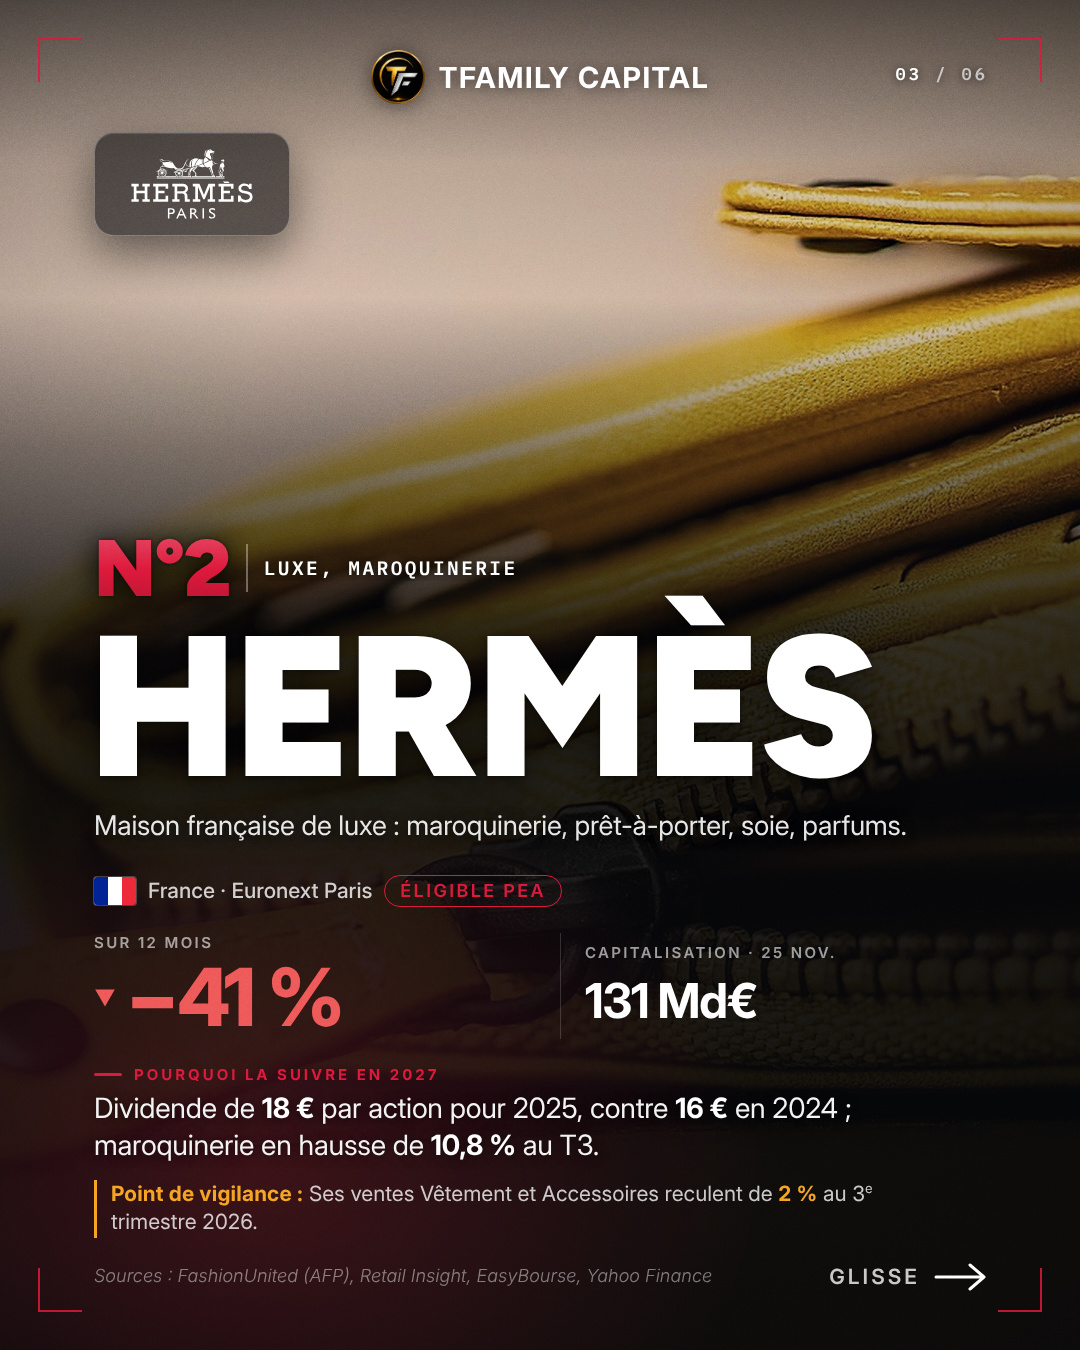 TFAMILY CAPITAL
03 / 06
HERMÈS
PARIS
N°2
LUXE, MAROQUINERIE
HERMÈS
Maison française de luxe : maroquinerie, prêt-à-porter, soie, parfums.
France · Euronext Paris
ÉLIGIBLE PEA
SUR 12 MOIS
▼ −41 %
CAPITALISATION · 25 NOV.
131 Md€
POURQUOI LA SUIVRE EN 2027
Dividende de 18 € par action pour 2025, contre 16 € en 2024 ;
maroquinerie en hausse de 10,8 % au T3.
Point de vigilance : Ses ventes Vêtement et Accessoires reculent de 2 % au 3e
trimestre 2026.
Sources : FashionUnited (AFP), Retail Insight, EasyBourse, Yahoo Finance
GLISSE →